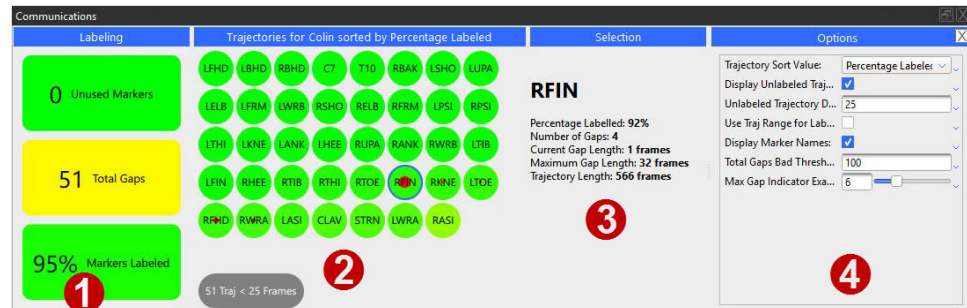 Communications
Labeling
Trajectories for Colin sorted by Percentage Labeled
Selection
Options
X
0 Unused Markers
51 Total Gaps
95% Markers Labeled
1
LFHD LBHD RBHD C7 T10 RBAK LSHO LUPA
LELB LFRM LWRB RSHO RELB RFRM LPSI RPSI
LTHI LKNE LANK LHEE RUPA RANK RWRB LTIB
LFIN RHEE RTIB RTHI RTOE RFIN RKNE LTOE
RFHD RWRA LASI CLAV STRN LWRA RASI
51 Traj < 25 Frames
2
RFIN
Percentage Labelled: 92%
Number of Gaps: 4
Current Gap Length: 1 frames
Maximum Gap Length: 32 frames
Trajectory Length: 566 frames
3
Trajectory Sort Value: Percentage Labelec
Display Unlabeled Traj...
Unlabeled Trajectory D... 25
Use Traj Range for Lab...
Display Marker Names:
Total Gaps Bad Thresh... 100
Max Gap Indicator Exa... 6
4